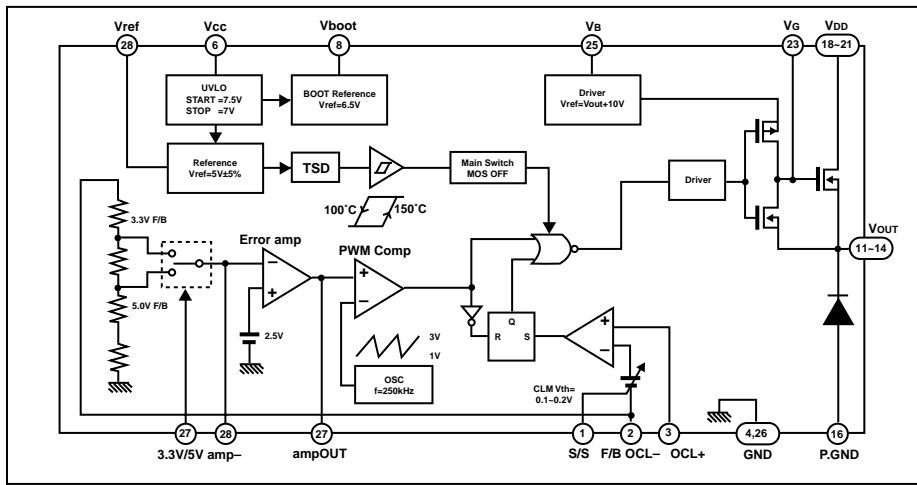 Vref
Vcc
Vboot
VB
VG
VDD
28
6
8
25
23
18~21
UVLO
START =7.5V
STOP =7V
BOOT Reference
Vref=6.5V
Driver
Vref=Vout+10V
Reference
Vref=5V±5%
TSD
Main Switch
MOS OFF
Driver
100˚C
150˚C
3.3V F/B
5.0V F/B
Error amp
PWM Comp
VOUT
11~14
−
+
+
−
2.5V
3V
1V
OSC
f=250kHz
Q
R
S
+
−
CLM Vth=
0.1~0.2V
27
28
27
1
2
3
4,26
16
3.3V/5V
amp−
ampOUT
S/S
F/B OCL−
OCL+
GND
P.GND